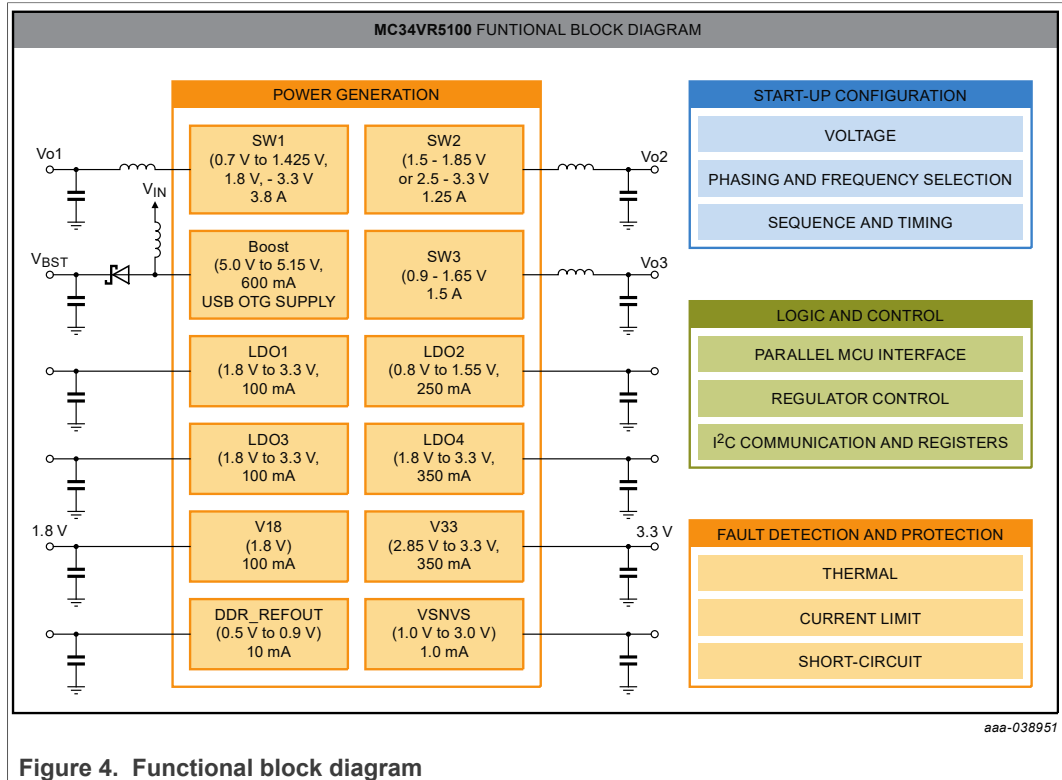 MC34VR5100 FUNTIONAL BLOCK DIAGRAM
POWER GENERATION
Vo1
SW1
(0.7 V to 1.425 V,
1.8 V, - 3.3 V
3.8 A
SW2
(1.5 - 1.85 V
or 2.5 - 3.3 V
1.25 A
Vo2
VIN
VBST
Boost
(5.0 V to 5.15 V,
600 mA
USB OTG SUPPLY
SW3
(0.9 - 1.65 V
1.5 A
Vo3
LDO1
(1.8 V to 3.3 V,
100 mA
LDO2
(0.8 V to 1.55 V,
250 mA
LDO3
(1.8 V to 3.3 V,
100 mA
LDO4
(1.8 V to 3.3 V,
350 mA
1.8 V
V18
(1.8 V)
100 mA
V33
(2.85 V to 3.3 V,
350 mA
3.3 V
DDR_REFOUT
(0.5 V to 0.9 V)
10 mA
VSNVS
(1.0 V to 3.0 V)
1.0 mA
START-UP CONFIGURATION
VOLTAGE
PHASING AND FREQUENCY SELECTION
SEQUENCE AND TIMING
LOGIC AND CONTROL
PARALLEL MCU INTERFACE
REGULATOR CONTROL
I2C COMMUNICATION AND REGISTERS
FAULT DETECTION AND PROTECTION
THERMAL
CURRENT LIMIT
SHORT-CIRCUIT
aaa-038951
Figure 4. Functional block diagram